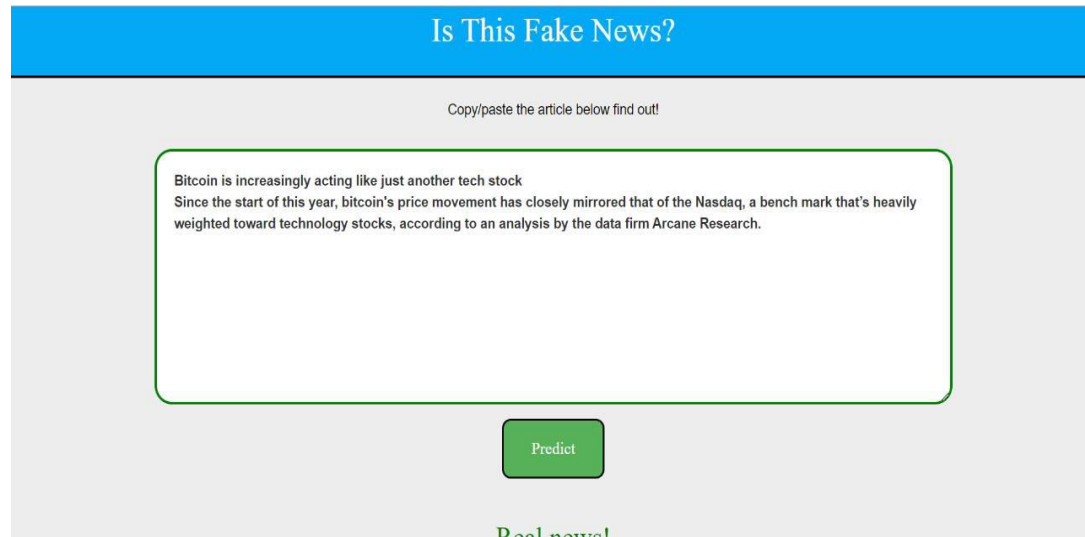 Is This Fake News?
Copy/paste the article below find out!
Bitcoin is increasingly acting like just another tech stock
Since the start of this year, bitcoin's price movement has closely mirrored that of the Nasdaq, a bench mark that's heavily
weighted toward technology stocks, according to an analysis by the data firm Arcane Research.
Predict
Real news!